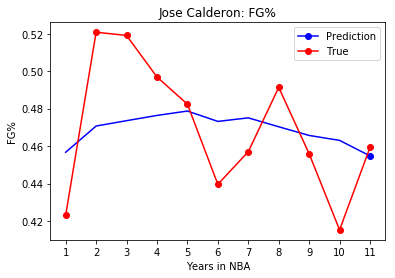 Jose Calderon: FG%
Prediction
True
FG%
0.52
0.50
0.48
0.46
0.44
0.42
1 2 3 4 5 6 7 8 9 10 11
Years in NBA